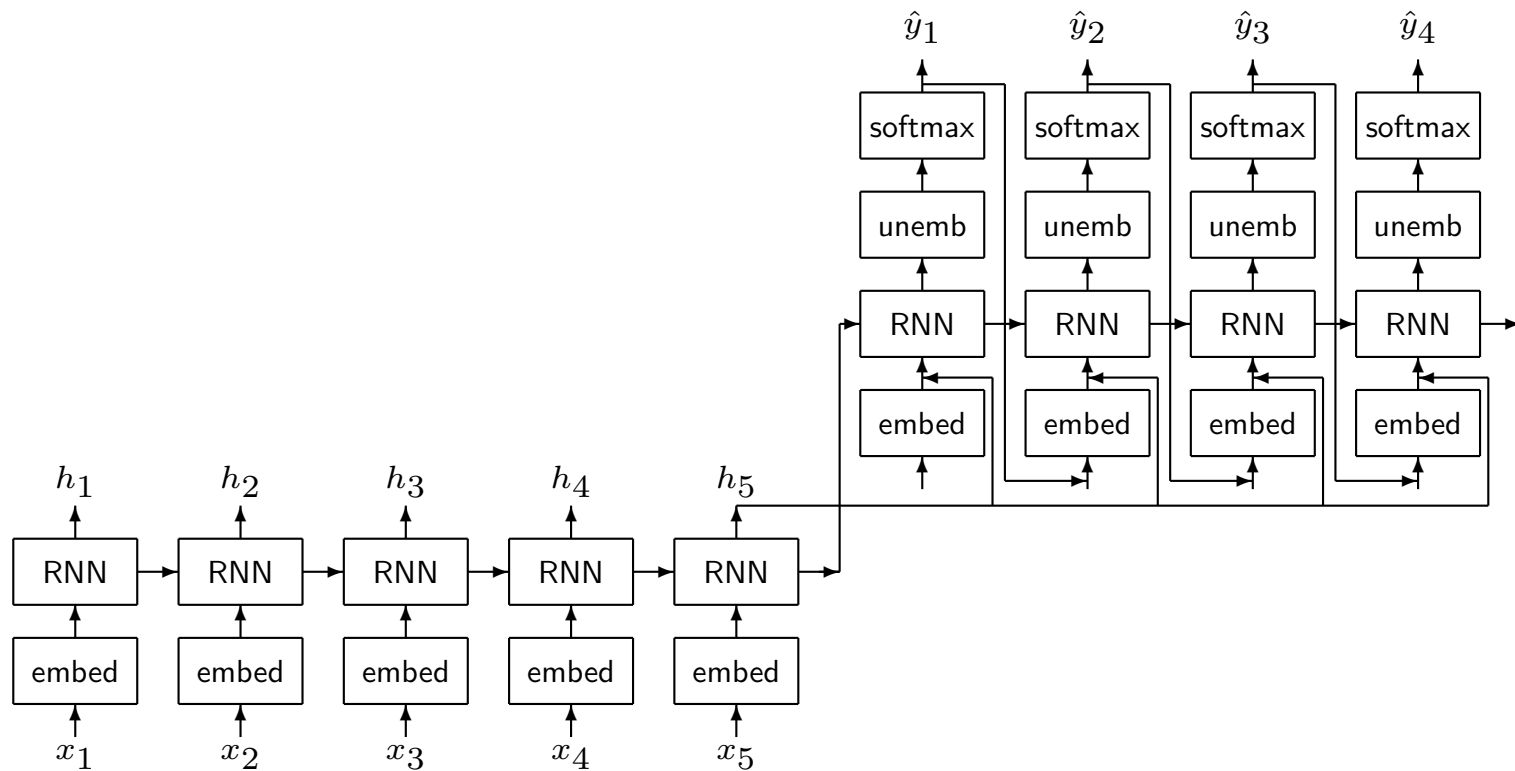 ŷ1 ŷ2 ŷ3 ŷ4
softmax softmax softmax softmax
unemb unemb unemb unemb
RNN RNN RNN RNN
embed embed embed embed
h1 h2 h3 h4 h5
RNN RNN RNN RNN RNN
embed embed embed embed embed
x1 x2 x3 x4 x5